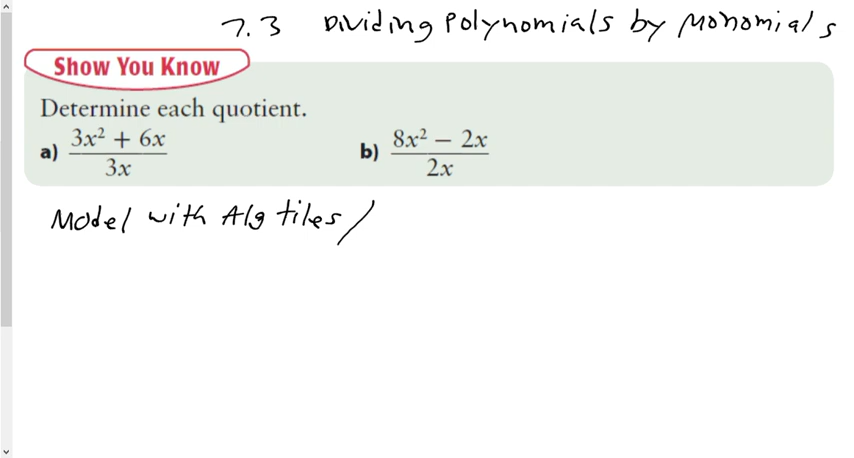 7.3 Dividing Polynomials by Monomials
Show You Know
Determine each quotient.
a) 3x² + 6x / 3x b) 8x² – 2x / 2x
Model with Alg tiles /